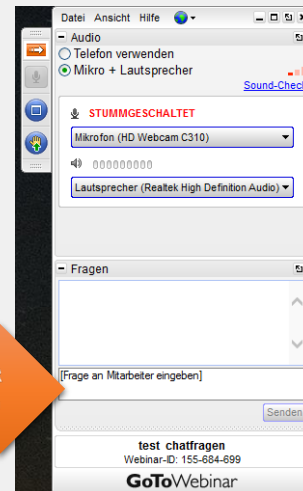 Datei Ansicht Hilfe
Audio
Telefon verwenden
Mikro + Lautsprecher
Sound-Check
STUMMGESCHALTET
Mikrofon (HD Webcam C310)
Lautsprecher (Realtek High Definition Audio)
Fragen
[Frage an Mitarbeiter eingeben]
Senden
test chatfragen
Webinar-ID: 155-684-699
GoToWebinar